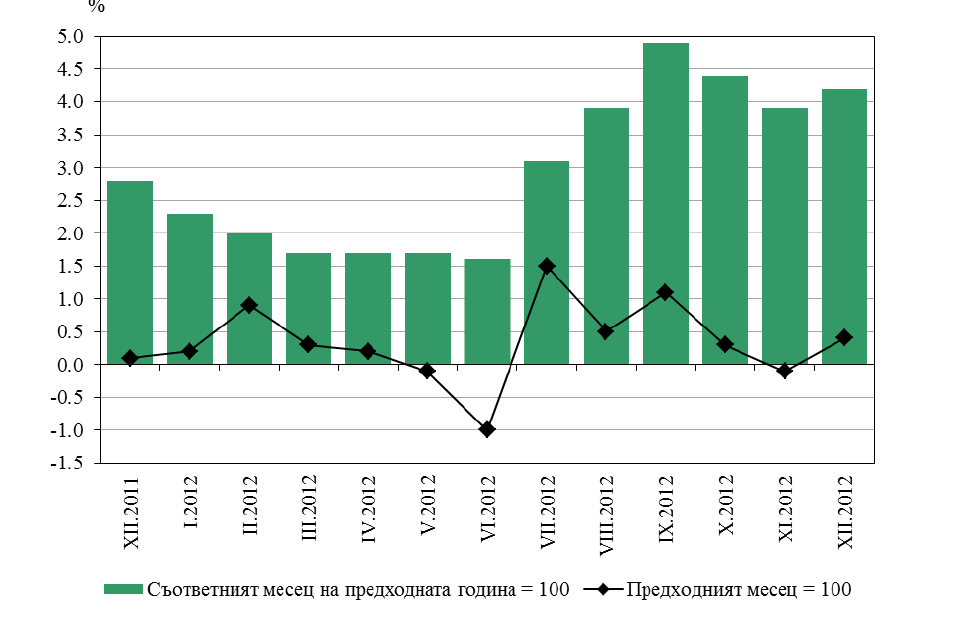 %
5.0
4.5
4.0
3.5
3.0
2.5
2.0
1.5
1.0
0.5
0.0
-0.5
-1.0
-1.5
XII.2011
I.2012
II.2012
III.2012
IV.2012
V.2012
VI.2012
VII.2012
VIII.2012
IX.2012
X.2012
XI.2012
XII.2012
Съответният месец на предходната година = 100
Предходният месец = 100